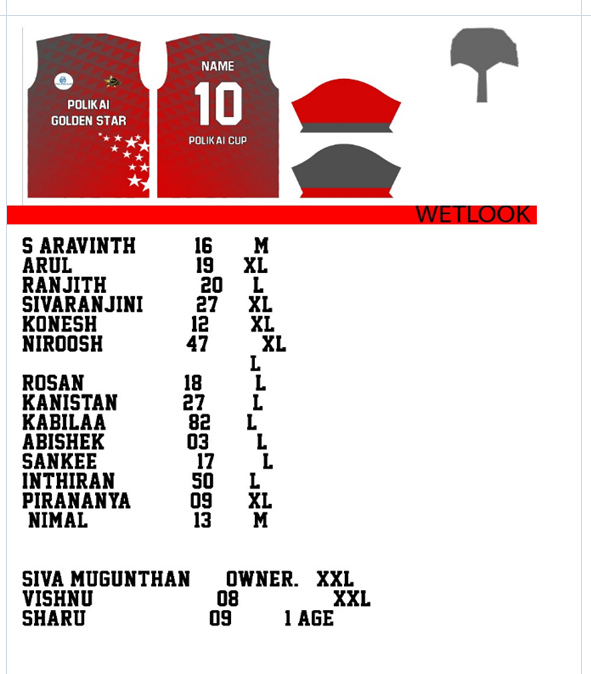 POLIKAI
GOLDEN STAR
NAME
10
POLIKAI CUP
WETLOOK
S ARAVINTH 16 M
ARUL 19 XL
RANJITH 20 L
SIVARANJINI 27 XL
KONESH 12 XL
NIROOSH 47 XL
L
ROSAN 18 L
KANISTAN 27 L
KABILAA 82 L
ABISHEK 03 L
SANKEE 17 L
INTHIRAN 50 L
PIRANANYA 09 XL
NIMAL 13 M
SIVA MUGUNTHAN OWNER. XXL
VISHNU 08 XXL
SHARU 09 1 AGE